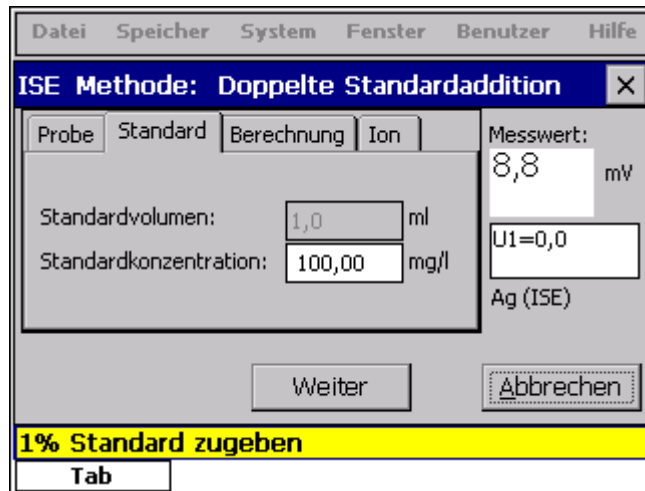 Datei Speicher System Fenster Benutzer Hilfe
ISE Methode: Doppelte Standardaddition
Probe Standard Berechnung Ion
Messwert:
8,8 mV
Standardvolumen: 1,0 ml
U1=0,0
Standardkonzentration: 100,00 mg/l
Ag (ISE)
Weiter Abbrechen
1% Standard zugeben
Tab